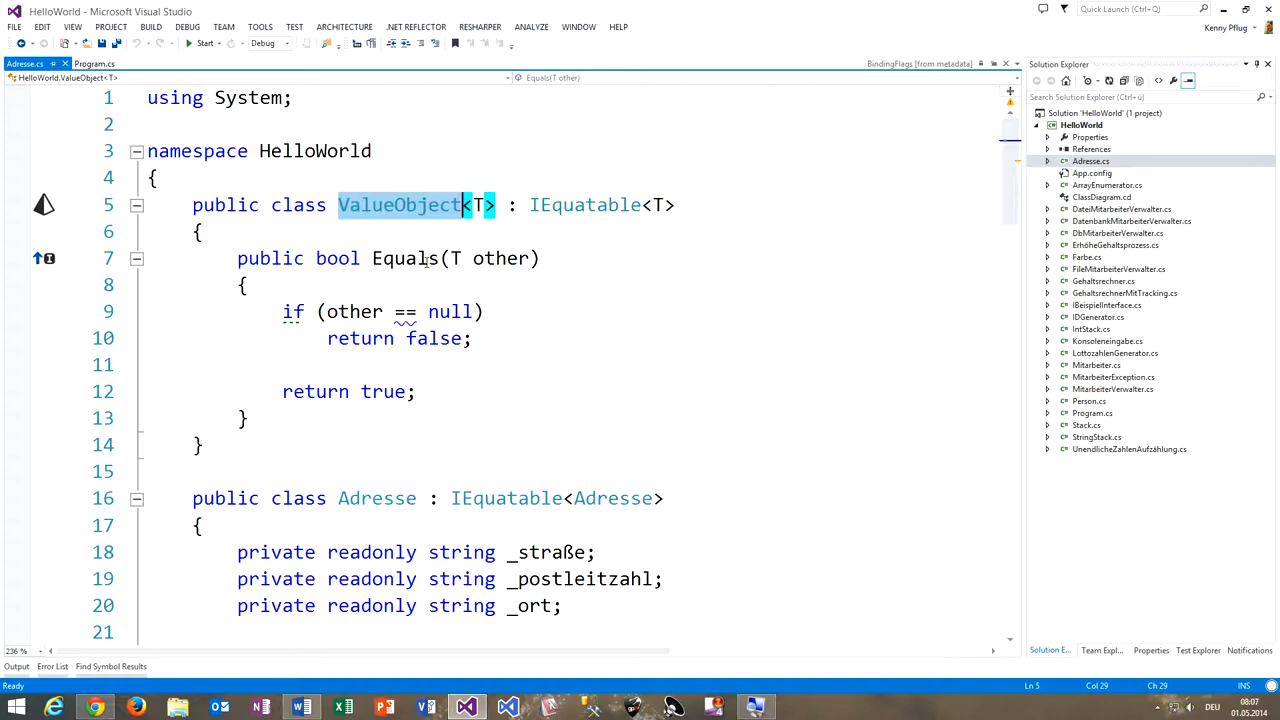 HelloWorld - Microsoft Visual Studio
Quick Launch (Ctrl+Q)
FILE EDIT VIEW PROJECT BUILD DEBUG TEAM TOOLS TEST ARCHITECTURE .NET REFLECTOR RESHARPER ANALYZE WINDOW HELP
Kenny Pflug
Start Debug
Adresse.cs Program.cs BindingFlags [from metadata]
HelloWorld.ValueObject<T> Equals(T other)
1 using System;
2
3 namespace HelloWorld
4 {
5 public class ValueObject<T> : IEquatable<T>
6 {
7 public bool Equals(T other)
8 {
9 if (other == null)
10 return false;
11
12 return true;
13 }
14 }
15
16 public class Adresse : IEquatable<Adresse>
17 {
18 private readonly string _straße;
19 private readonly string _postleitzahl;
20 private readonly string _ort;
21
236 %
Solution Explorer
Search Solution Explorer (Ctrl+ü)
Solution 'HelloWorld' (1 project)
HelloWorld
Properties
References
Adresse.cs
App.config
ArrayEnumerator.cs
ClassDiagram.cd
DateiMitarbeiterVerwalter.cs
DatenbankMitarbeiterVerwalter.cs
DbMitarbeiterVerwalter.cs
ErhöheGehaltsprozess.cs
Farbe.cs
FileMitarbeiterVerwalter.cs
Gehaltsrechner.cs
GehaltsrechnerMitTracking.cs
IBeispielInterface.cs
IDGenerator.cs
IntStack.cs
Konsoleneingabe.cs
LottozahlenGenerator.cs
Mitarbeiter.cs
MitarbeiterException.cs
MitarbeiterVerwalter.cs
Person.cs
Program.cs
Stack.cs
StringStack.cs
UnendlicheZahlenAufzählung.cs
Solution E... Team Expl... Properties Test Explorer Notifications
Output Error List Find Symbol Results
Ready Ln 5 Col 29 Ch 29 INS
DEU 08:07
01.05.2014